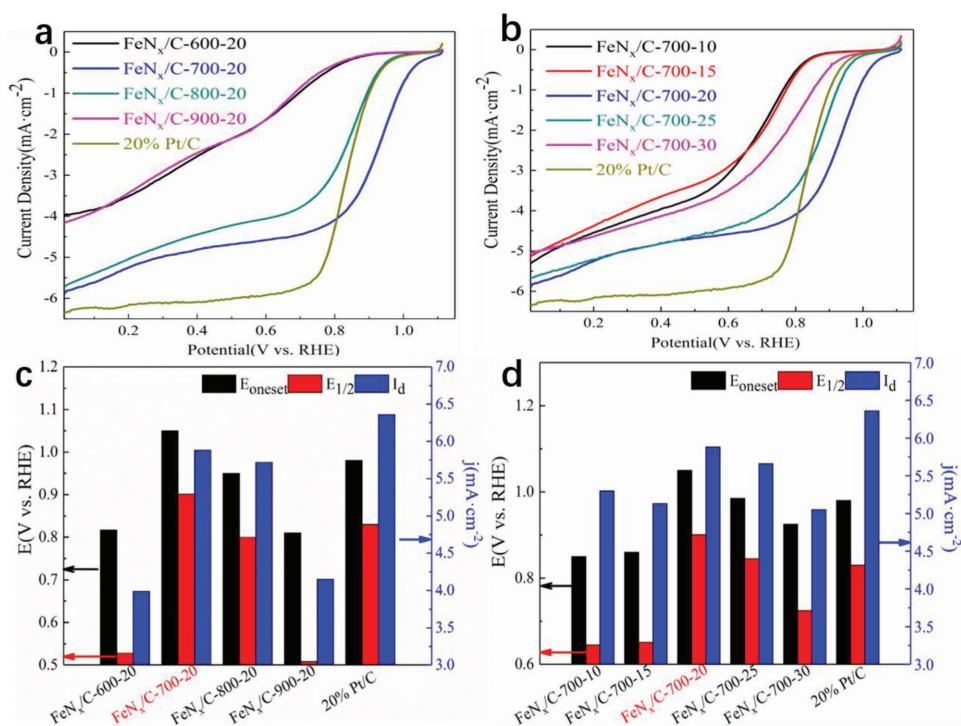 a
FeNx/C-600-20
FeNx/C-700-20
FeNx/C-800-20
FeNx/C-900-20
20% Pt/C
Current Density(mA·cm-2)
0
-1
-2
-3
-4
-5
-6
0.2 0.4 0.6 0.8 1.0
Potential(V vs. RHE)
b
FeNx/C-700-10
FeNx/C-700-15
FeNx/C-700-20
FeNx/C-700-25
FeNx/C-700-30
20% Pt/C
Current Density(mA·cm-2)
0
-1
-2
-3
-4
-5
-6
0.2 0.4 0.6 0.8 1.0
Potential(V vs. RHE)
c
Eoneset E1/2 Id
E(V vs. RHE)
1.2
1.1
1.0
0.9
0.8
0.7
0.6
0.5
7.0
6.5
6.0
5.5
5.0
4.5
4.0
3.5
3.0
j(mA·cm-2)
FeNx/C-600-20
FeNx/C-700-20
FeNx/C-800-20
FeNx/C-900-20
20% Pt/C
d
Eoneset E1/2 Id
E(V vs. RHE)
1.2
1.0
0.8
0.6
7.0
6.5
6.0
5.5
5.0
4.5
4.0
3.5
3.0
j(mA·cm-2)
FeNx/C-700-10
FeNx/C-700-15
FeNx/C-700-20
FeNx/C-700-25
FeNx/C-700-30
20% Pt/C